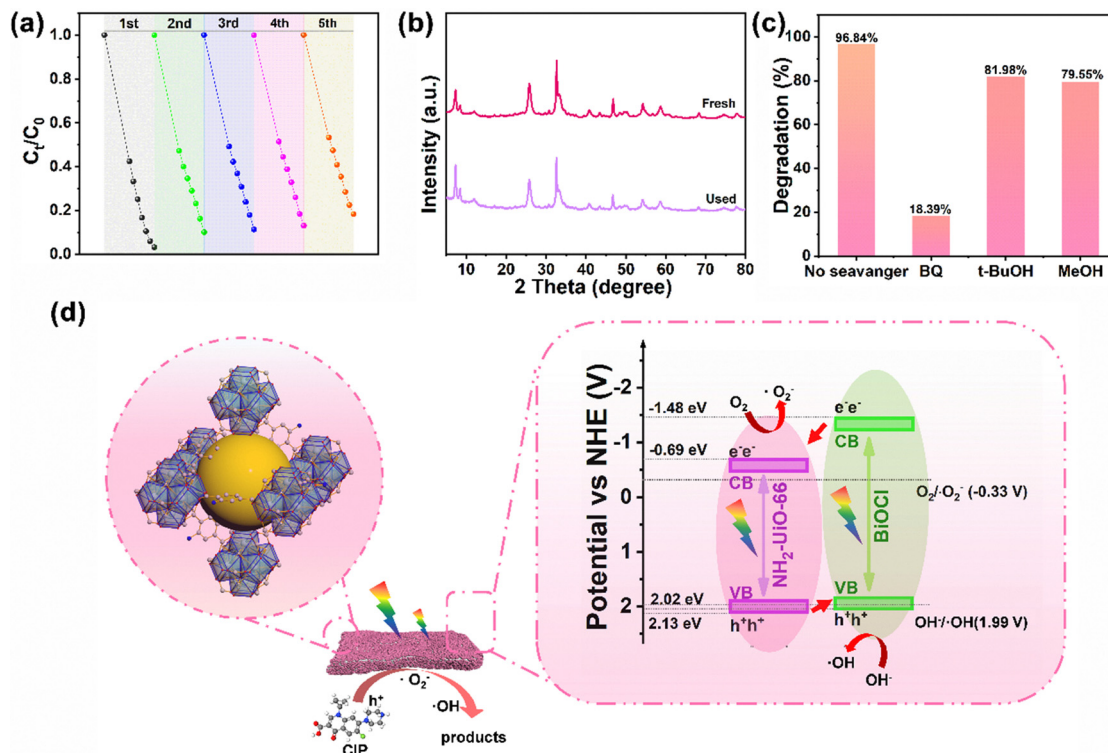 (a)
1st 2nd 3rd 4th 5th
1.0
0.8
0.6
0.4
0.2
0.0
Ct/C0
(b)
Intensity (a.u.)
Fresh
Used
10 20 30 40 50 60 70 80
2 Theta (degree)
(c)
Degradation (%)
100
80
60
40
20
0
96.84%
18.39%
81.98%
79.55%
No seavanger BQ t-BuOH MeOH
(d)
Potential vs NHE (V)
-2
-1
0
1
2
-1.48 eV
-0.69 eV
2.02 eV
2.13 eV
O₂ · O₂⁻
e⁻e⁻
CB
NH₂-UiO-66
VB
h⁺h⁺
e⁻e⁻
CB
BiOCl
VB
h⁺h⁺
O₂/·O₂⁻ (-0.33 V)
OH⁻/·OH(1.99 V)
·OH
OH⁻
· O₂⁻
h⁺
·OH
CIP
products